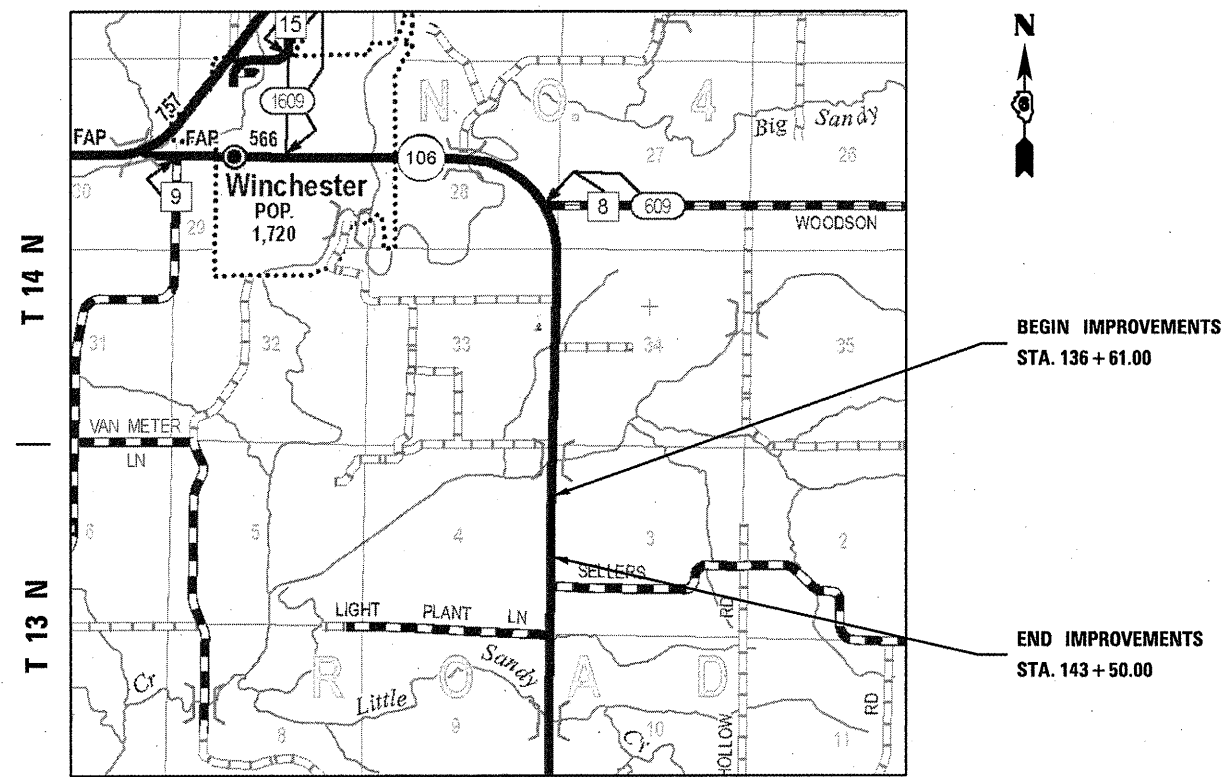 N
15
757
1609
N O. 4
Big Sandy
FAP
FAP
566
106
27
26
30
Winchester
28
9
8
609
POP.
1,720
29
WOODSON
T 14 N
31
32
33
34
35
BEGIN IMPROVEMENTS
STA. 136 + 61.00
VAN METER
LN
6
5
4
3
2
SELLERS
T 13 N
LIGHT PLANT LN
RD
END IMPROVEMENTS
STA. 143 + 50.00
R O A D
Sandy
Cr
Little
8
9
10
Cr
11
HOLLOW
RD